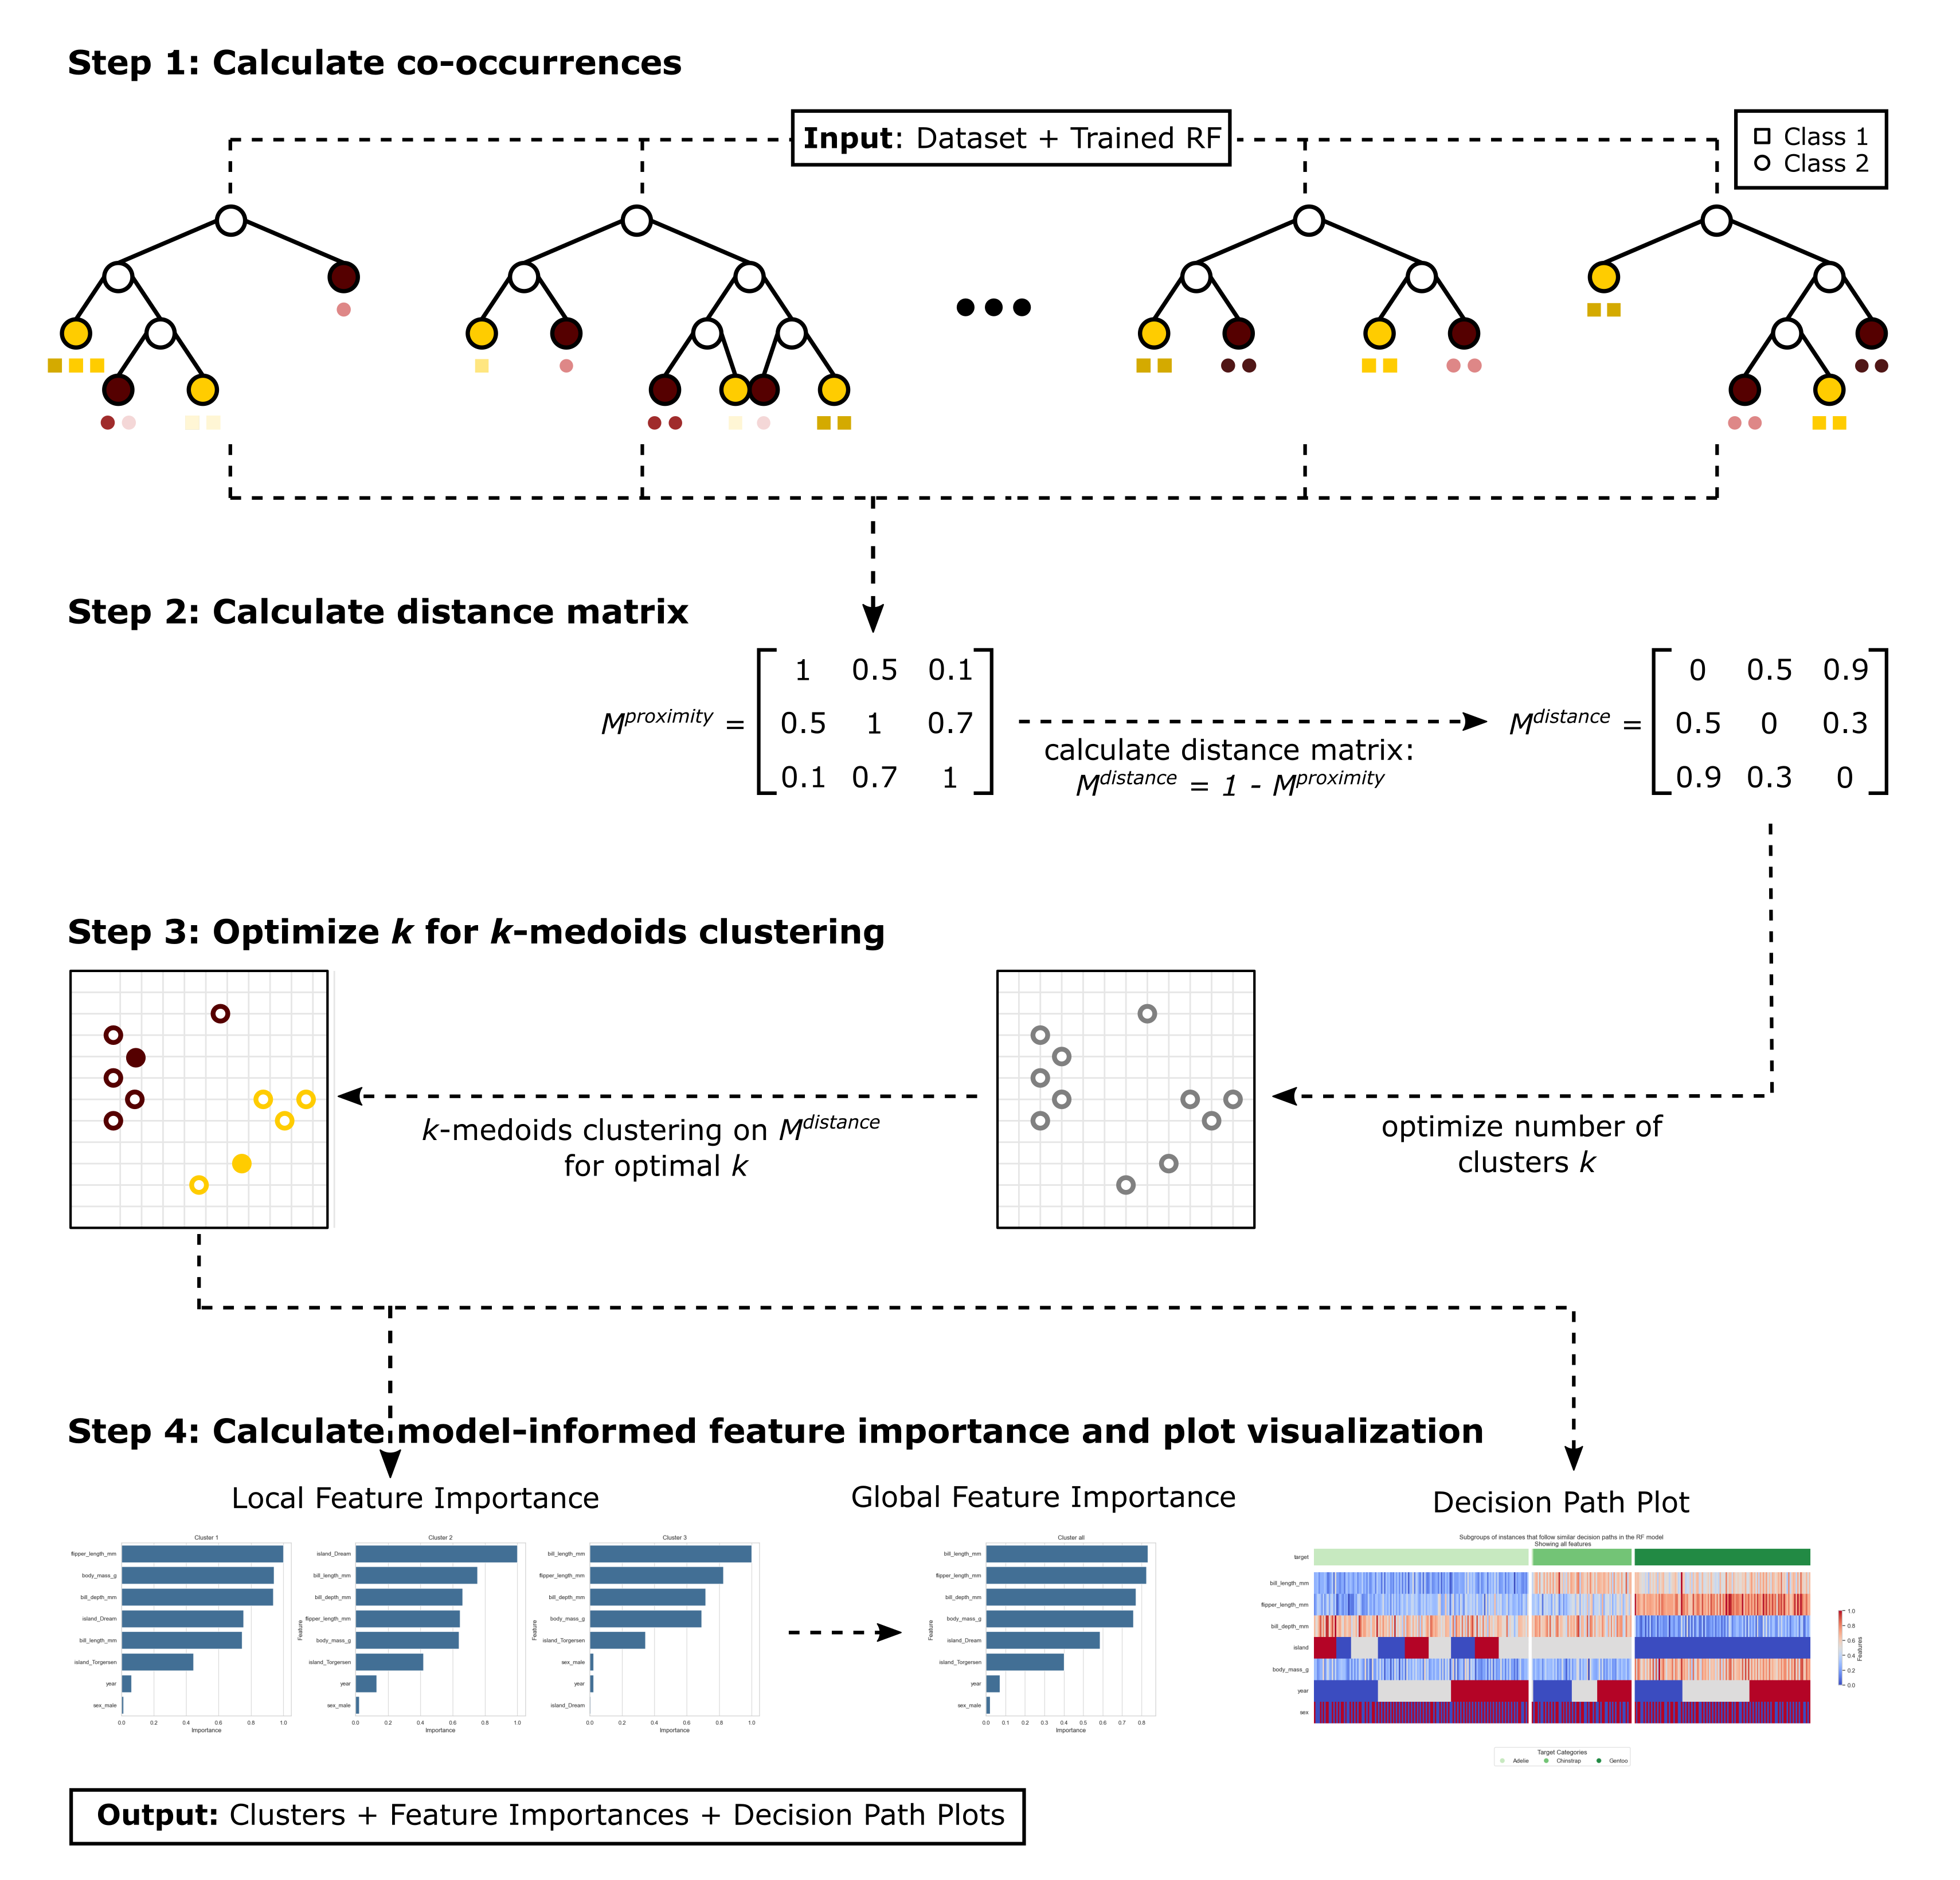 Step 1: Calculate co-occurrences
Input: Dataset + Trained RF
Class 1
Class 2
Step 2: Calculate distance matrix
M^proximity =
1 0.5 0.1
0.5 1 0.7
0.1 0.7 1
calculate distance matrix:
M^distance = 1 - M^proximity
M^distance =
0 0.5 0.9
0.5 0 0.3
0.9 0.3 0
Step 3: Optimize k for k-medoids clustering
k-medoids clustering on M^distance
for optimal k
optimize number of
clusters k
Step 4: Calculate model-informed feature importance and plot visualization
Local Feature Importance
Cluster 1
flipper_length_mm
body_mass_g
bill_depth_mm
island_Dream
bill_length_mm
island_Torgersen
year
sex_male
0.0 0.2 0.4 0.6 0.8 1.0
Importance
Cluster 2
Feature
island_Dream
bill_length_mm
bill_depth_mm
flipper_length_mm
body_mass_g
island_Torgersen
year
sex_male
0.0 0.2 0.4 0.6 0.8 1.0
Importance
Cluster 3
Feature
bill_length_mm
flipper_length_mm
bill_depth_mm
body_mass_g
island_Torgersen
sex_male
year
island_Dream
0.0 0.2 0.4 0.6 0.8 1.0
Importance
Global Feature Importance
Cluster all
Feature
bill_length_mm
flipper_length_mm
bill_depth_mm
body_mass_g
island_Dream
island_Torgersen
year
sex_male
0.0 0.1 0.2 0.3 0.4 0.5 0.6 0.7 0.8
Importance
Decision Path Plot
Subgroups of instances that follow similar decision paths in the RF model
Showing all features
target
bill_length_mm
flipper_length_mm
bill_depth_mm
island
body_mass_g
year
sex
1.0
0.8
0.6
0.4
0.2
0.0
Features
Target Categories
Adelie Chinstrap Gentoo
Output: Clusters + Feature Importances + Decision Path Plots